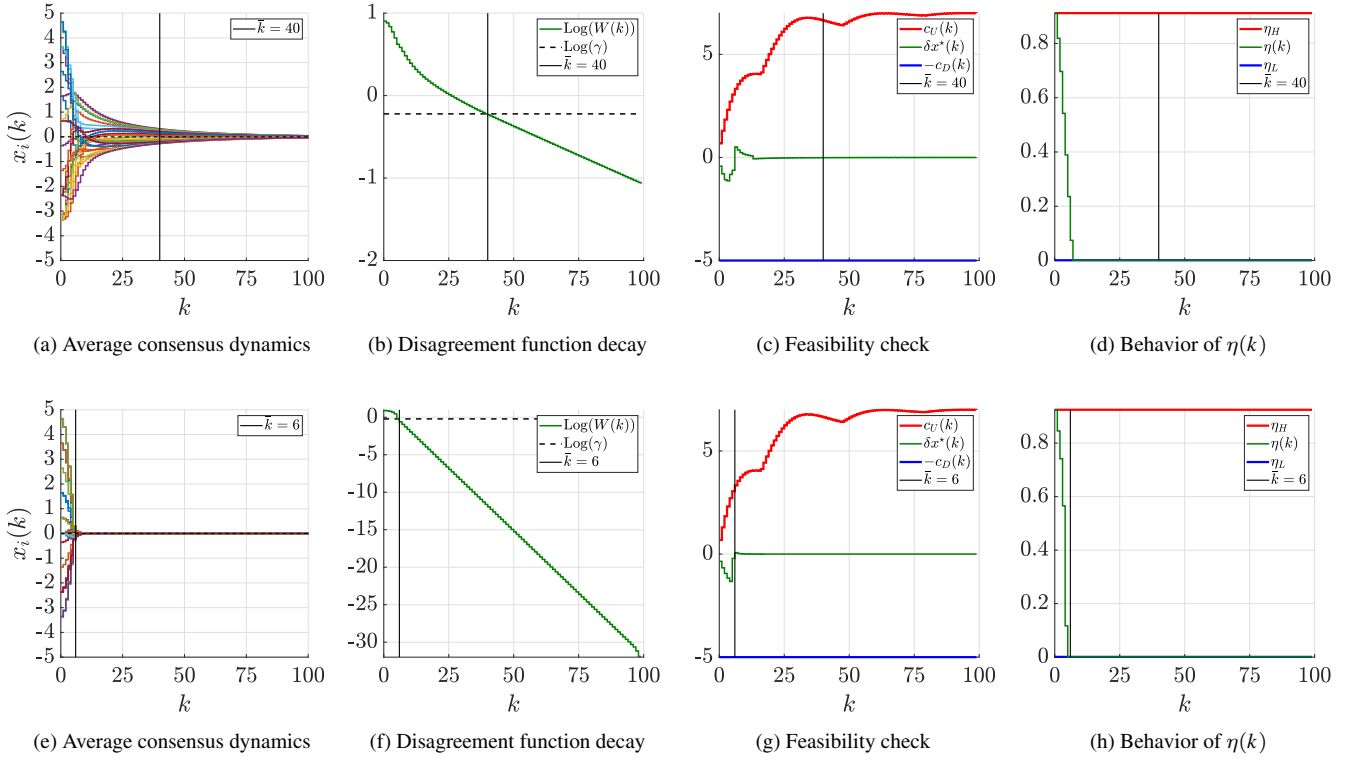 5
4
3
2
1
0
-1
-2
-3
-4
-5
x_i(k)
k̄ = 40
0 25 50 75 100
k
(a) Average consensus dynamics
1
0
-1
-2
Log(W(k))
Log(γ)
k̄ = 40
0 25 50 75 100
k
(b) Disagreement function decay
5
0
-5
c_U(k)
δx*(k)
−c_D(k)
k̄ = 40
0 25 50 75 100
k
(c) Feasibility check
0.8
0.6
0.4
0.2
0
η_H
η(k)
η_L
k̄ = 40
0 25 50 75 100
k
(d) Behavior of η(k)
5
4
3
2
1
0
-1
-2
-3
-4
-5
x_i(k)
k̄ = 6
0 25 50 75 100
k
(e) Average consensus dynamics
0
-5
-10
-15
-20
-25
-30
Log(W(k))
Log(γ)
k̄ = 6
0 25 50 75 100
k
(f) Disagreement function decay
5
0
-5
c_U(k)
δx*(k)
−c_D(k)
k̄ = 6
0 25 50 75 100
k
(g) Feasibility check
0.8
0.6
0.4
0.2
0
η_H
η(k)
η_L
k̄ = 6
0 25 50 75 100
k
(h) Behavior of η(k)